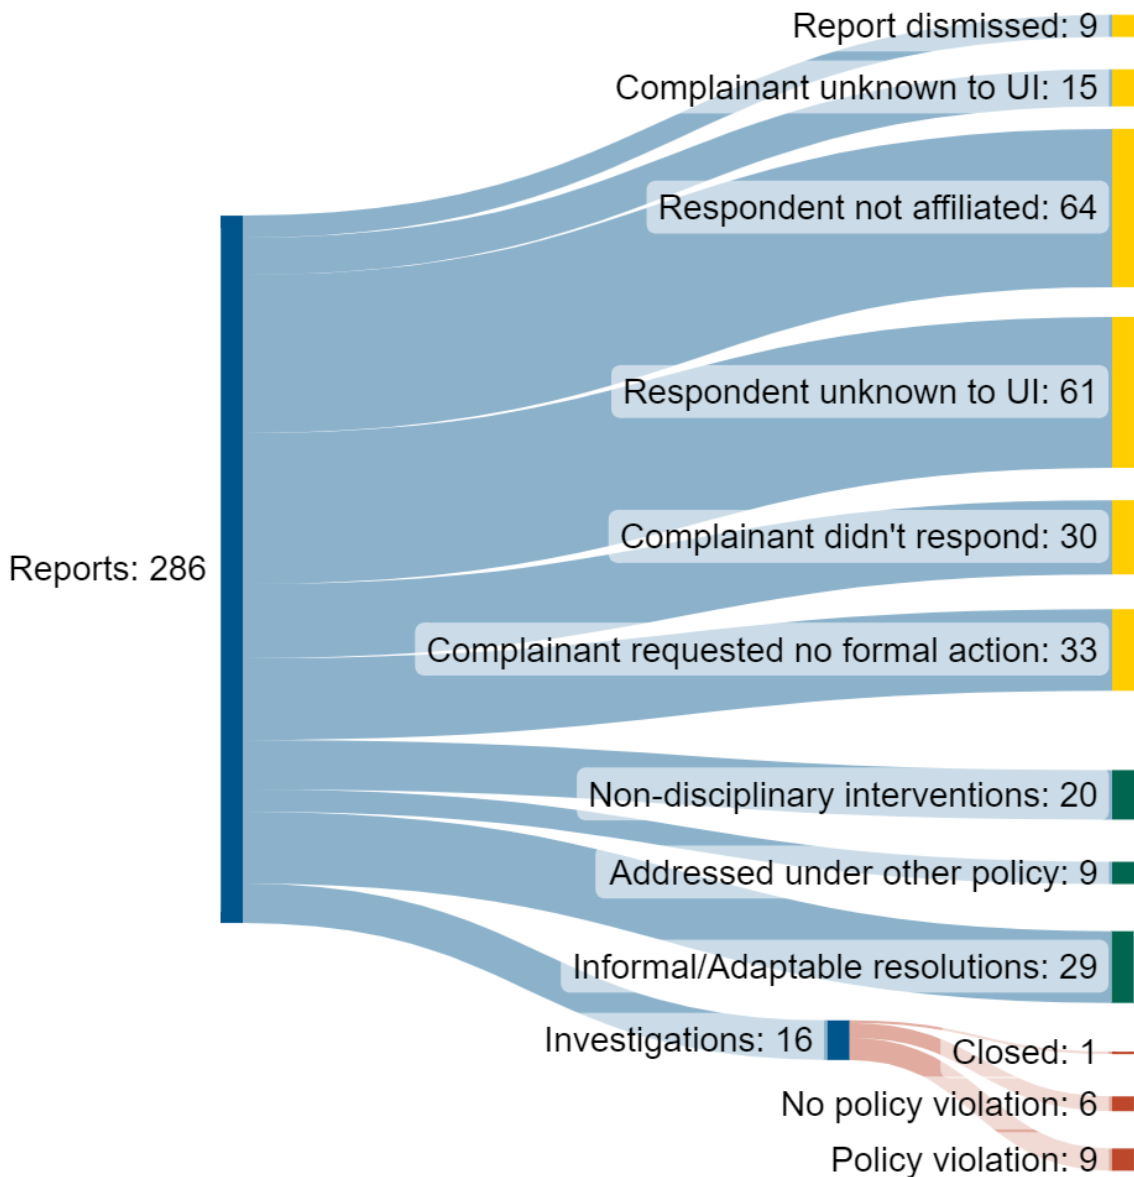 Report dismissed: 9
Complainant unknown to UI: 15
Respondent not affiliated: 64
Respondent unknown to UI: 61
Complainant didn't respond: 30
Reports: 286
Complainant requested no formal action: 33
Non-disciplinary interventions: 20
Addressed under other policy: 9
Informal/Adaptable resolutions: 29
Investigations: 16
Closed: 1
No policy violation: 6
Policy violation: 9